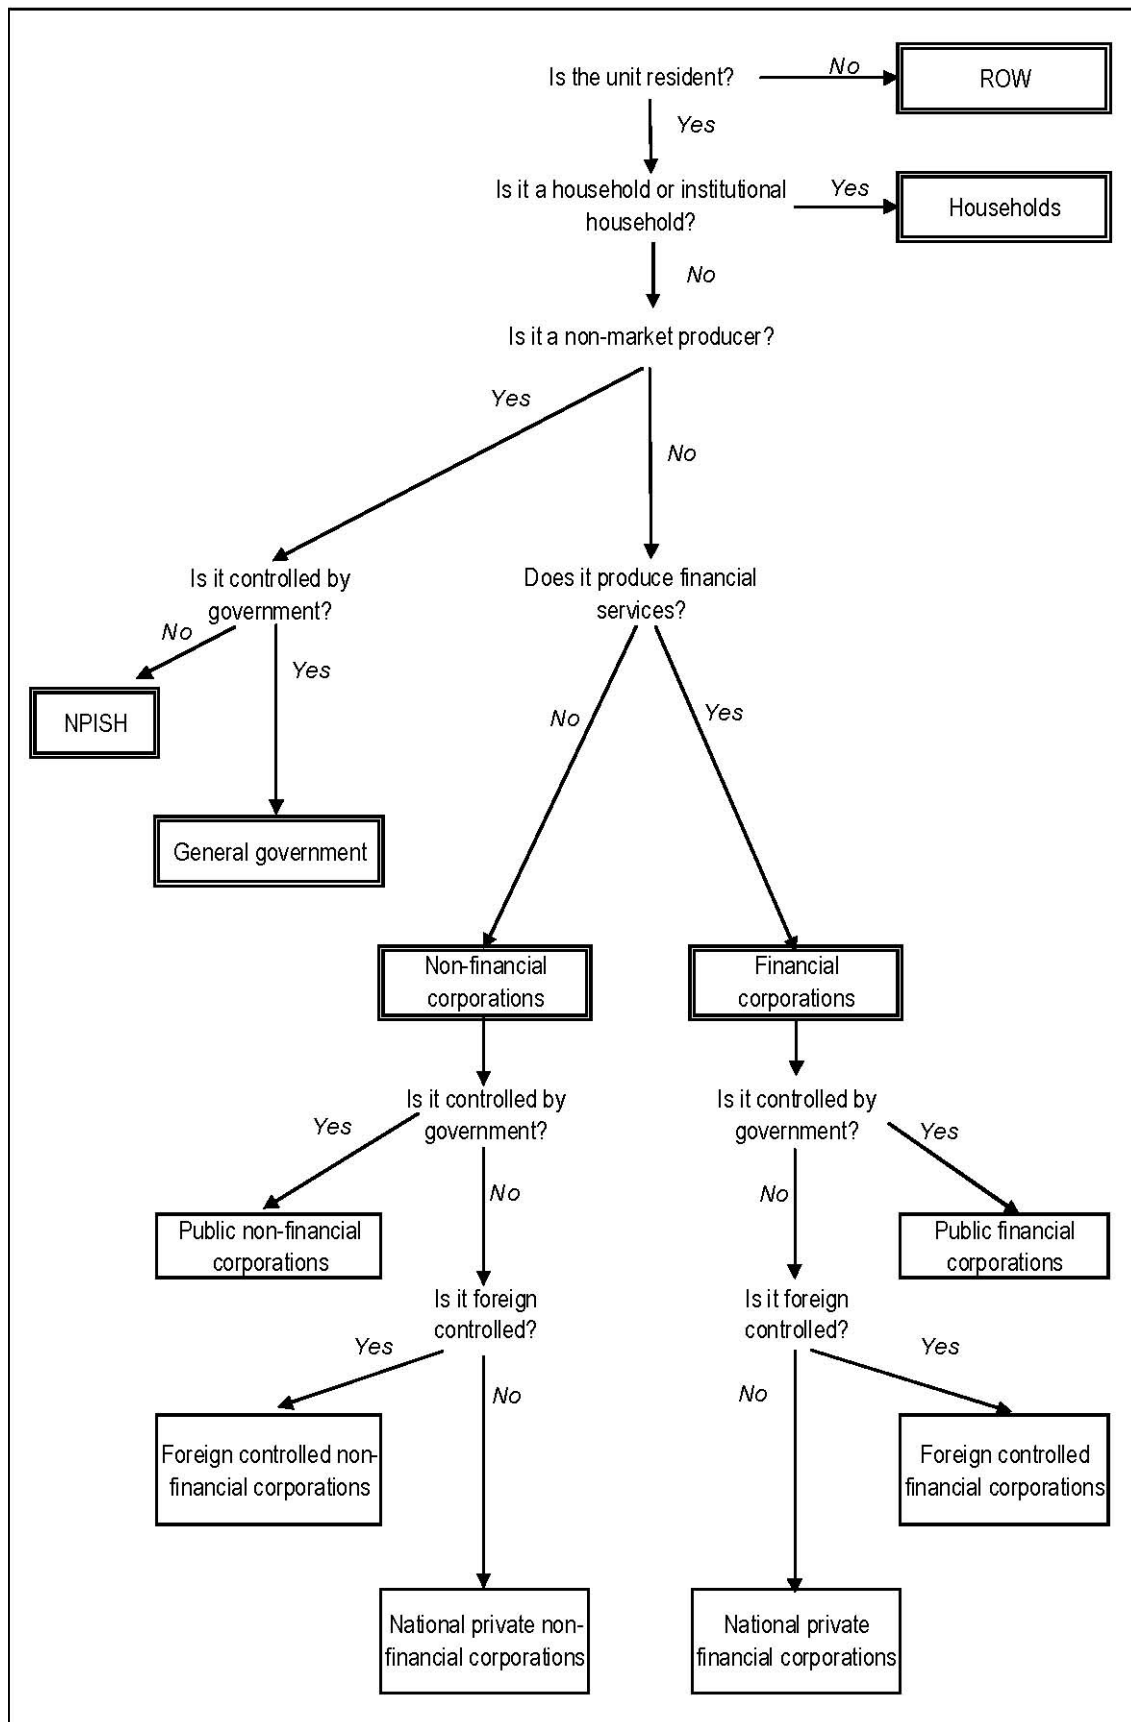 Is the unit resident?
No
ROW
Yes
Is it a household or institutional
household?
Yes
Households
No
Is it a non-market producer?
Yes
No
Is it controlled by
government?
Does it produce financial
services?
No
Yes
NPISH
No
Yes
General government
Non-financial
corporations
Financial
corporations
Is it controlled by
government?
Is it controlled by
government?
Yes
No
No
Yes
Public non-financial
corporations
Public financial
corporations
Is it foreign
controlled?
Is it foreign
controlled?
Yes
No
No
Yes
Foreign controlled non-
financial corporations
Foreign controlled
financial corporations
National private non-
financial corporations
National private
financial corporations